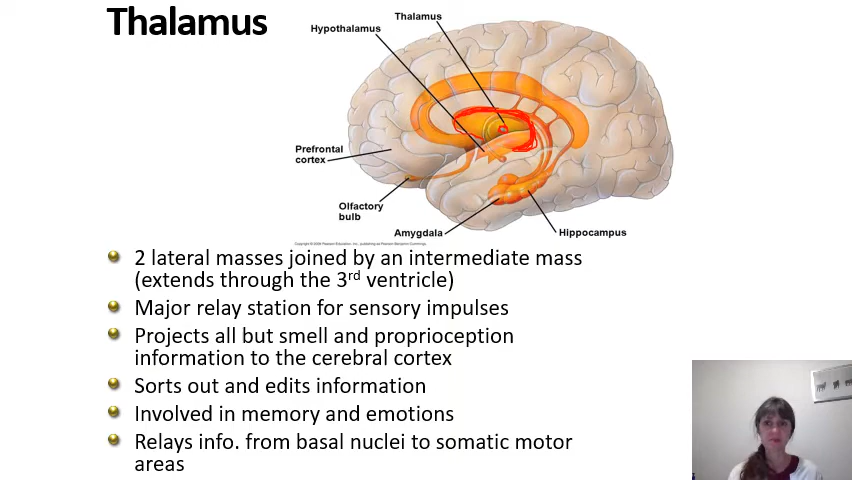 Thalamus
Thalamus
Hypothalamus
Prefrontal
cortex
Olfactory
bulb
Amygdala
Hippocampus
2 lateral masses joined by an intermediate mass
(extends through the 3rd ventricle)
Major relay station for sensory impulses
Projects all but smell and proprioception
information to the cerebral cortex
Sorts out and edits information
Involved in memory and emotions
Relays info. from basal nuclei to somatic motor
areas